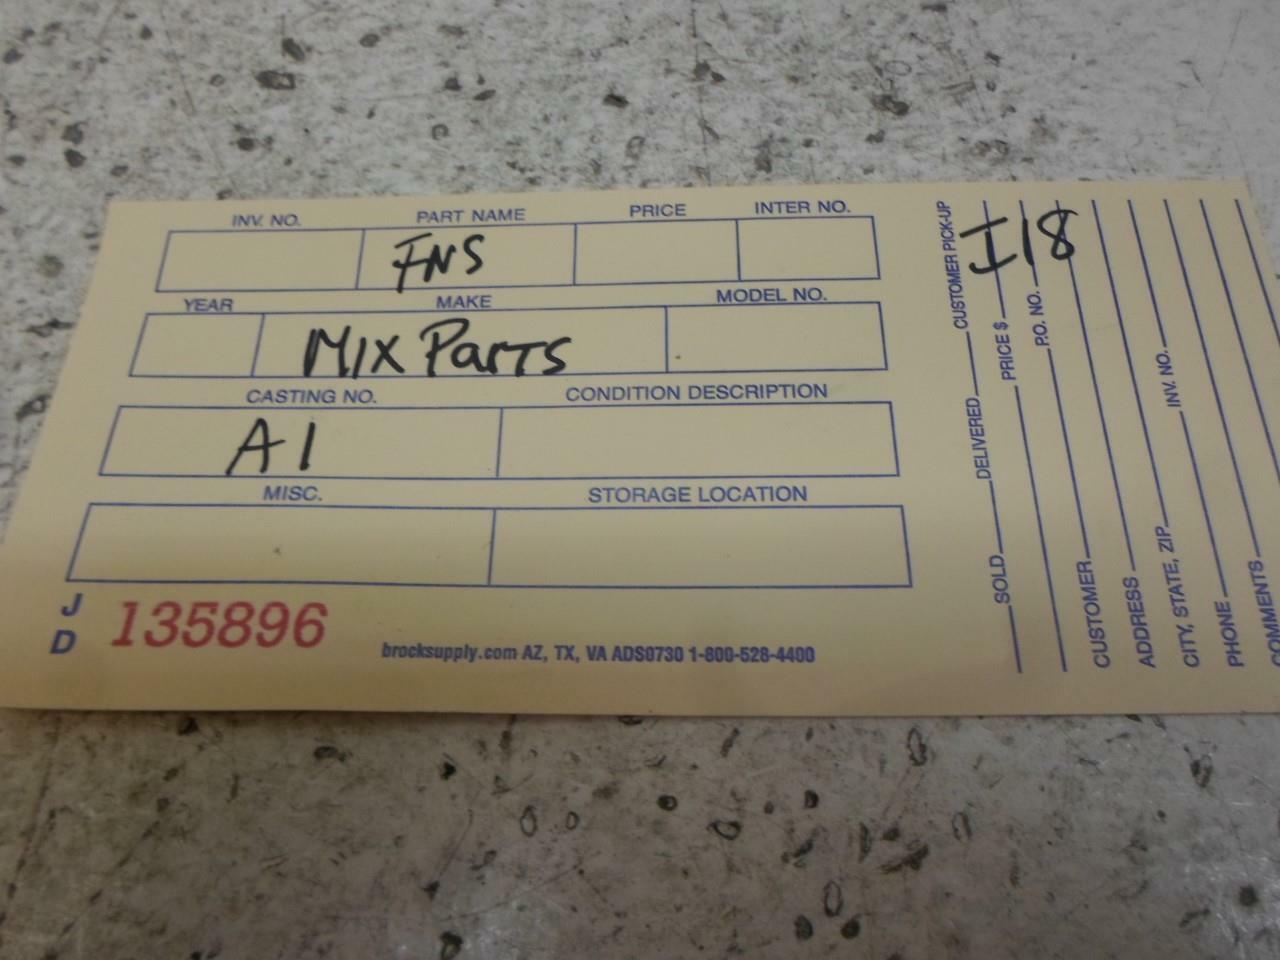 INV. NO. PART NAME PRICE INTER NO.
FNS
YEAR MAKE MODEL NO.
MIX PARTS
CASTING NO. CONDITION DESCRIPTION
A1
MISC. STORAGE LOCATION
J
D
135896
brocksupply.com AZ, TX, VA ADS0730 1-800-528-4400
I18
SOLD DELIVERED CUSTOMER PICK-UP
PRICE $
P.O. NO.
CUSTOMER
ADDRESS
CITY, STATE, ZIP INV. NO.
PHONE
COMMENTS